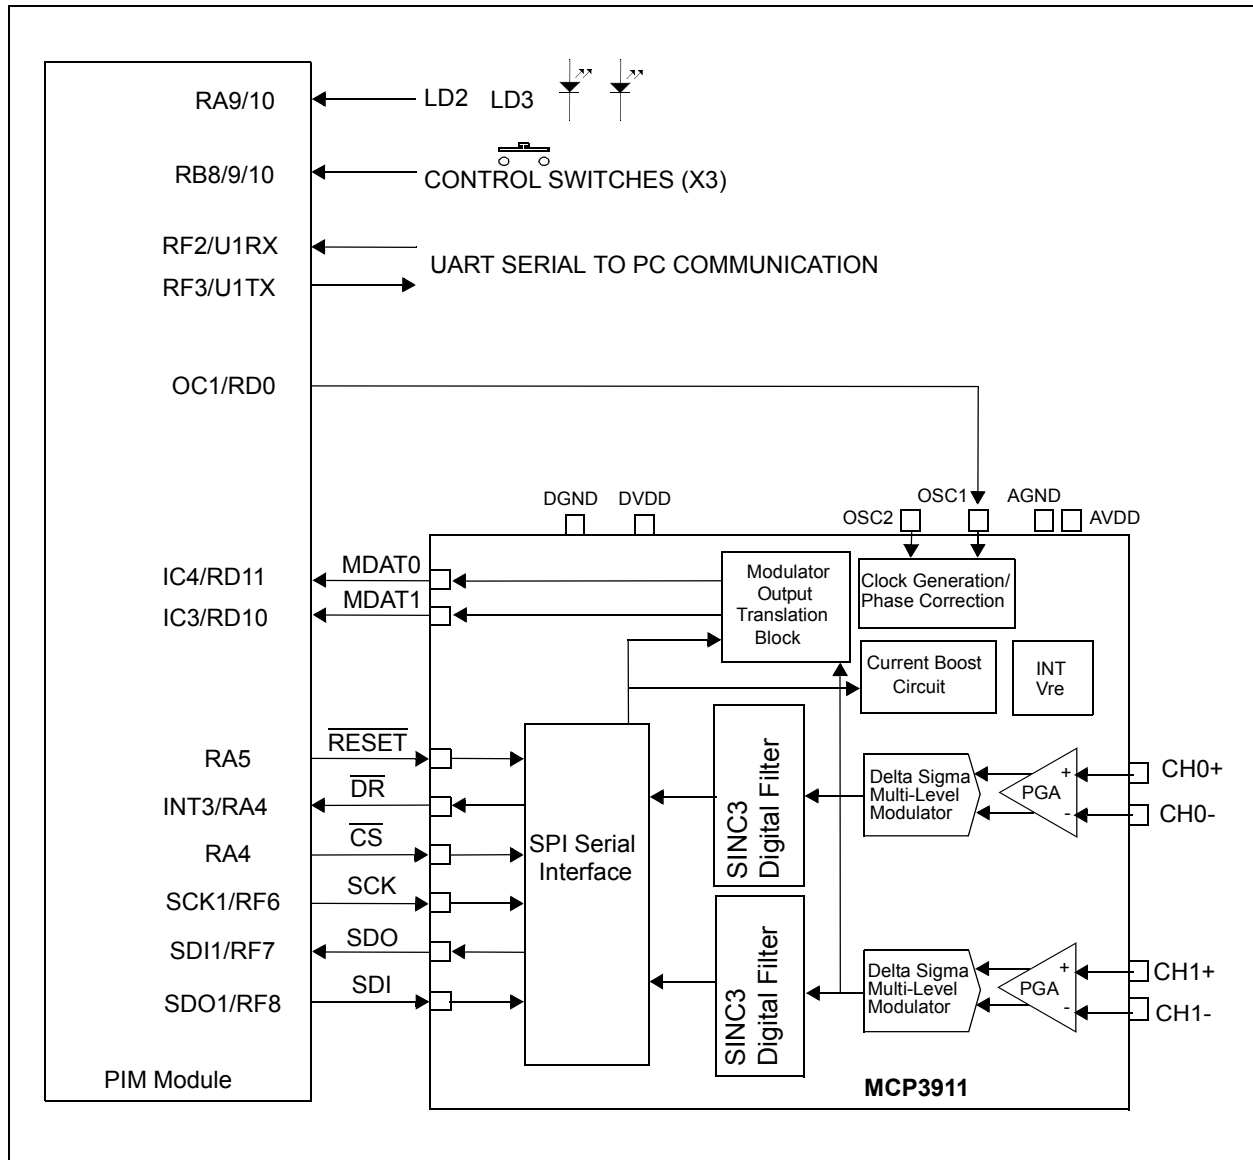 RA9/10
LD2 LD3
RB8/9/10
CONTROL SWITCHES (X3)
RF2/U1RX
UART SERIAL TO PC COMMUNICATION
RF3/U1TX
OC1/RD0
DGND
DVDD
OSC2
OSC1
AGND
AVDD
IC4/RD11
MDAT0
IC3/RD10
MDAT1
Modulator
Output
Translation
Block
Clock Generation/
Phase Correction
Current Boost
Circuit
INT
Vre
RA5
RESET
INT3/RA4
DR
RA4
CS
SCK1/RF6
SCK
SDI1/RF7
SDO
SDO1/RF8
SDI
SPI Serial
Interface
SINC3
Digital Filter
Delta Sigma
Multi-Level
Modulator
+
PGA
-
CH0+
CH0-
SINC3
Digital Filter
Delta Sigma
Multi-Level
Modulator
+
PGA
-
CH1+
CH1-
PIM Module
MCP3911